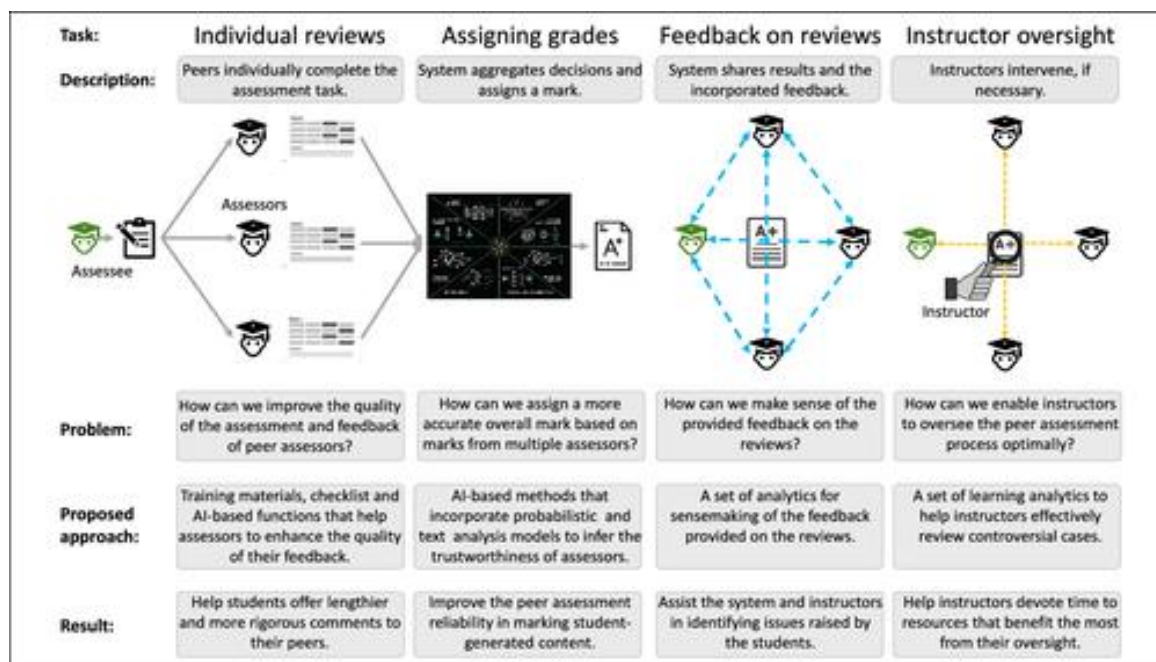 Task:
Individual reviews
Assigning grades
Feedback on reviews
Instructor oversight
Description:
Peers individually complete the
assessment task.
System aggregates decisions and
assigns a mark.
System shares results and the
incorporated feedback.
Instructors intervene, if
necessary.
Assessee
Assessors
A+
A+
A+
Instructor
Problem:
How can we improve the quality
of the assessment and feedback
of peer assessors?
How can we assign a more
accurate overall mark based on
marks from multiple assessors?
How can we make sense of the
provided feedback on the
reviews?
How can we enable instructors
to oversee the peer assessment
process optimally?
Proposed
approach:
Training materials, checklist and
AI-based functions that help
assessors to enhance the quality
of their feedback.
AI-based methods that
incorporate probabilistic and
text analysis models to infer the
trustworthiness of assessors.
A set of analytics for
sensemaking of the feedback
provided on the reviews.
A set of learning analytics to
help instructors effectively
review controversial cases.
Result:
Help students offer lengthier
and more rigorous comments to
their peers.
Improve the peer assessment
reliability in marking student-
generated content.
Assist the system and instructors
in identifying issues raised by
the students.
Help instructors devote time to
resources that benefit the most
from their oversight.